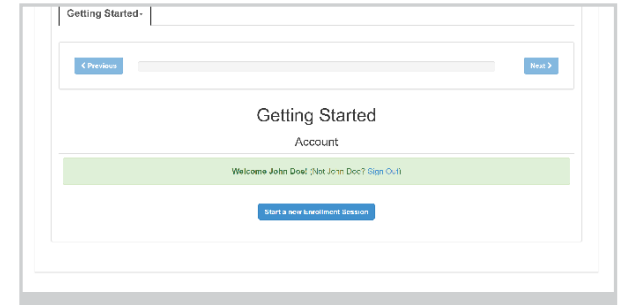 Getting Started-
< Previous
Next >
Getting Started
Account
Welcome John Doe! (Not John Doe? Sign Out)
Start a new Enrollment Session